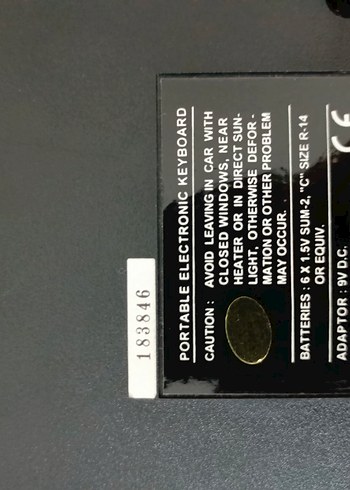 183846
PORTABLE ELECTRONIC KEYBOARD
CAUTION : AVOID LEAVING IN CAR WITH
CLOSED WINDOWS, NEAR
HEATER OR IN DIRECT SUN-
LIGHT, OTHERWISE DEFOR-
MATION OR OTHER PROBLEM
MAY OCCUR.
BATTERIES : 6 X 1.5V SUM-2, "C" SIZE R-14
OR EQUIV.
ADAPTOR : 9V D.C.
CE